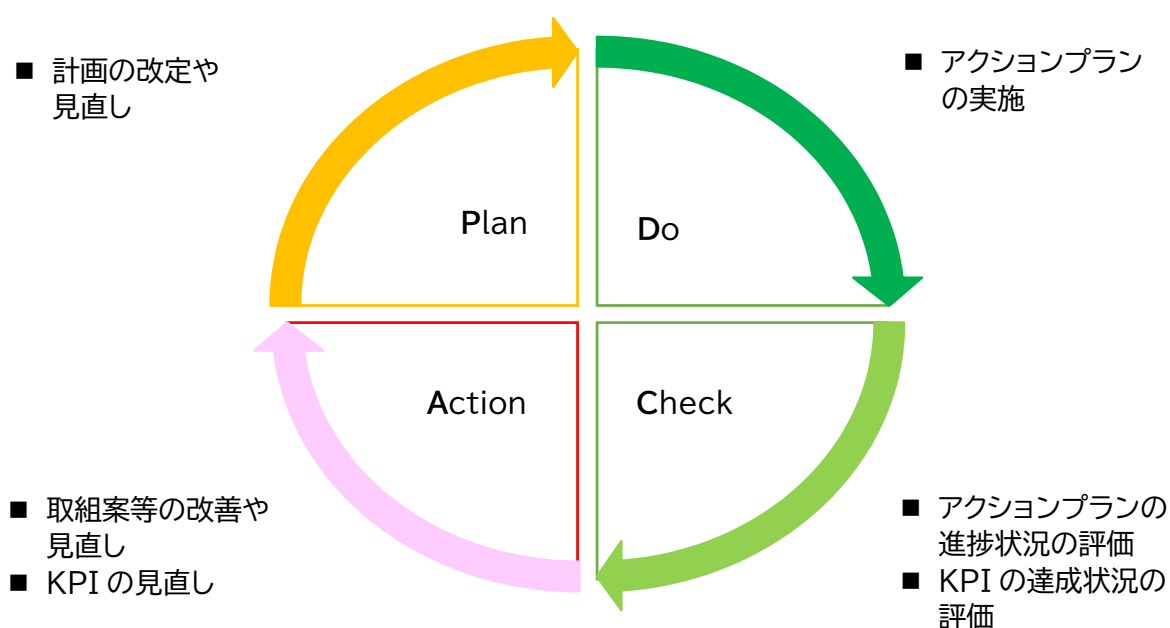 ■ 計画の改定や
見直し
■ アクションプラン
の実施
Plan
Do
Action
Check
■ 取組案等の改善や
見直し
■ KPI の見直し
■ アクションプランの
進捗状況の評価
■ KPI の達成状況の
評価